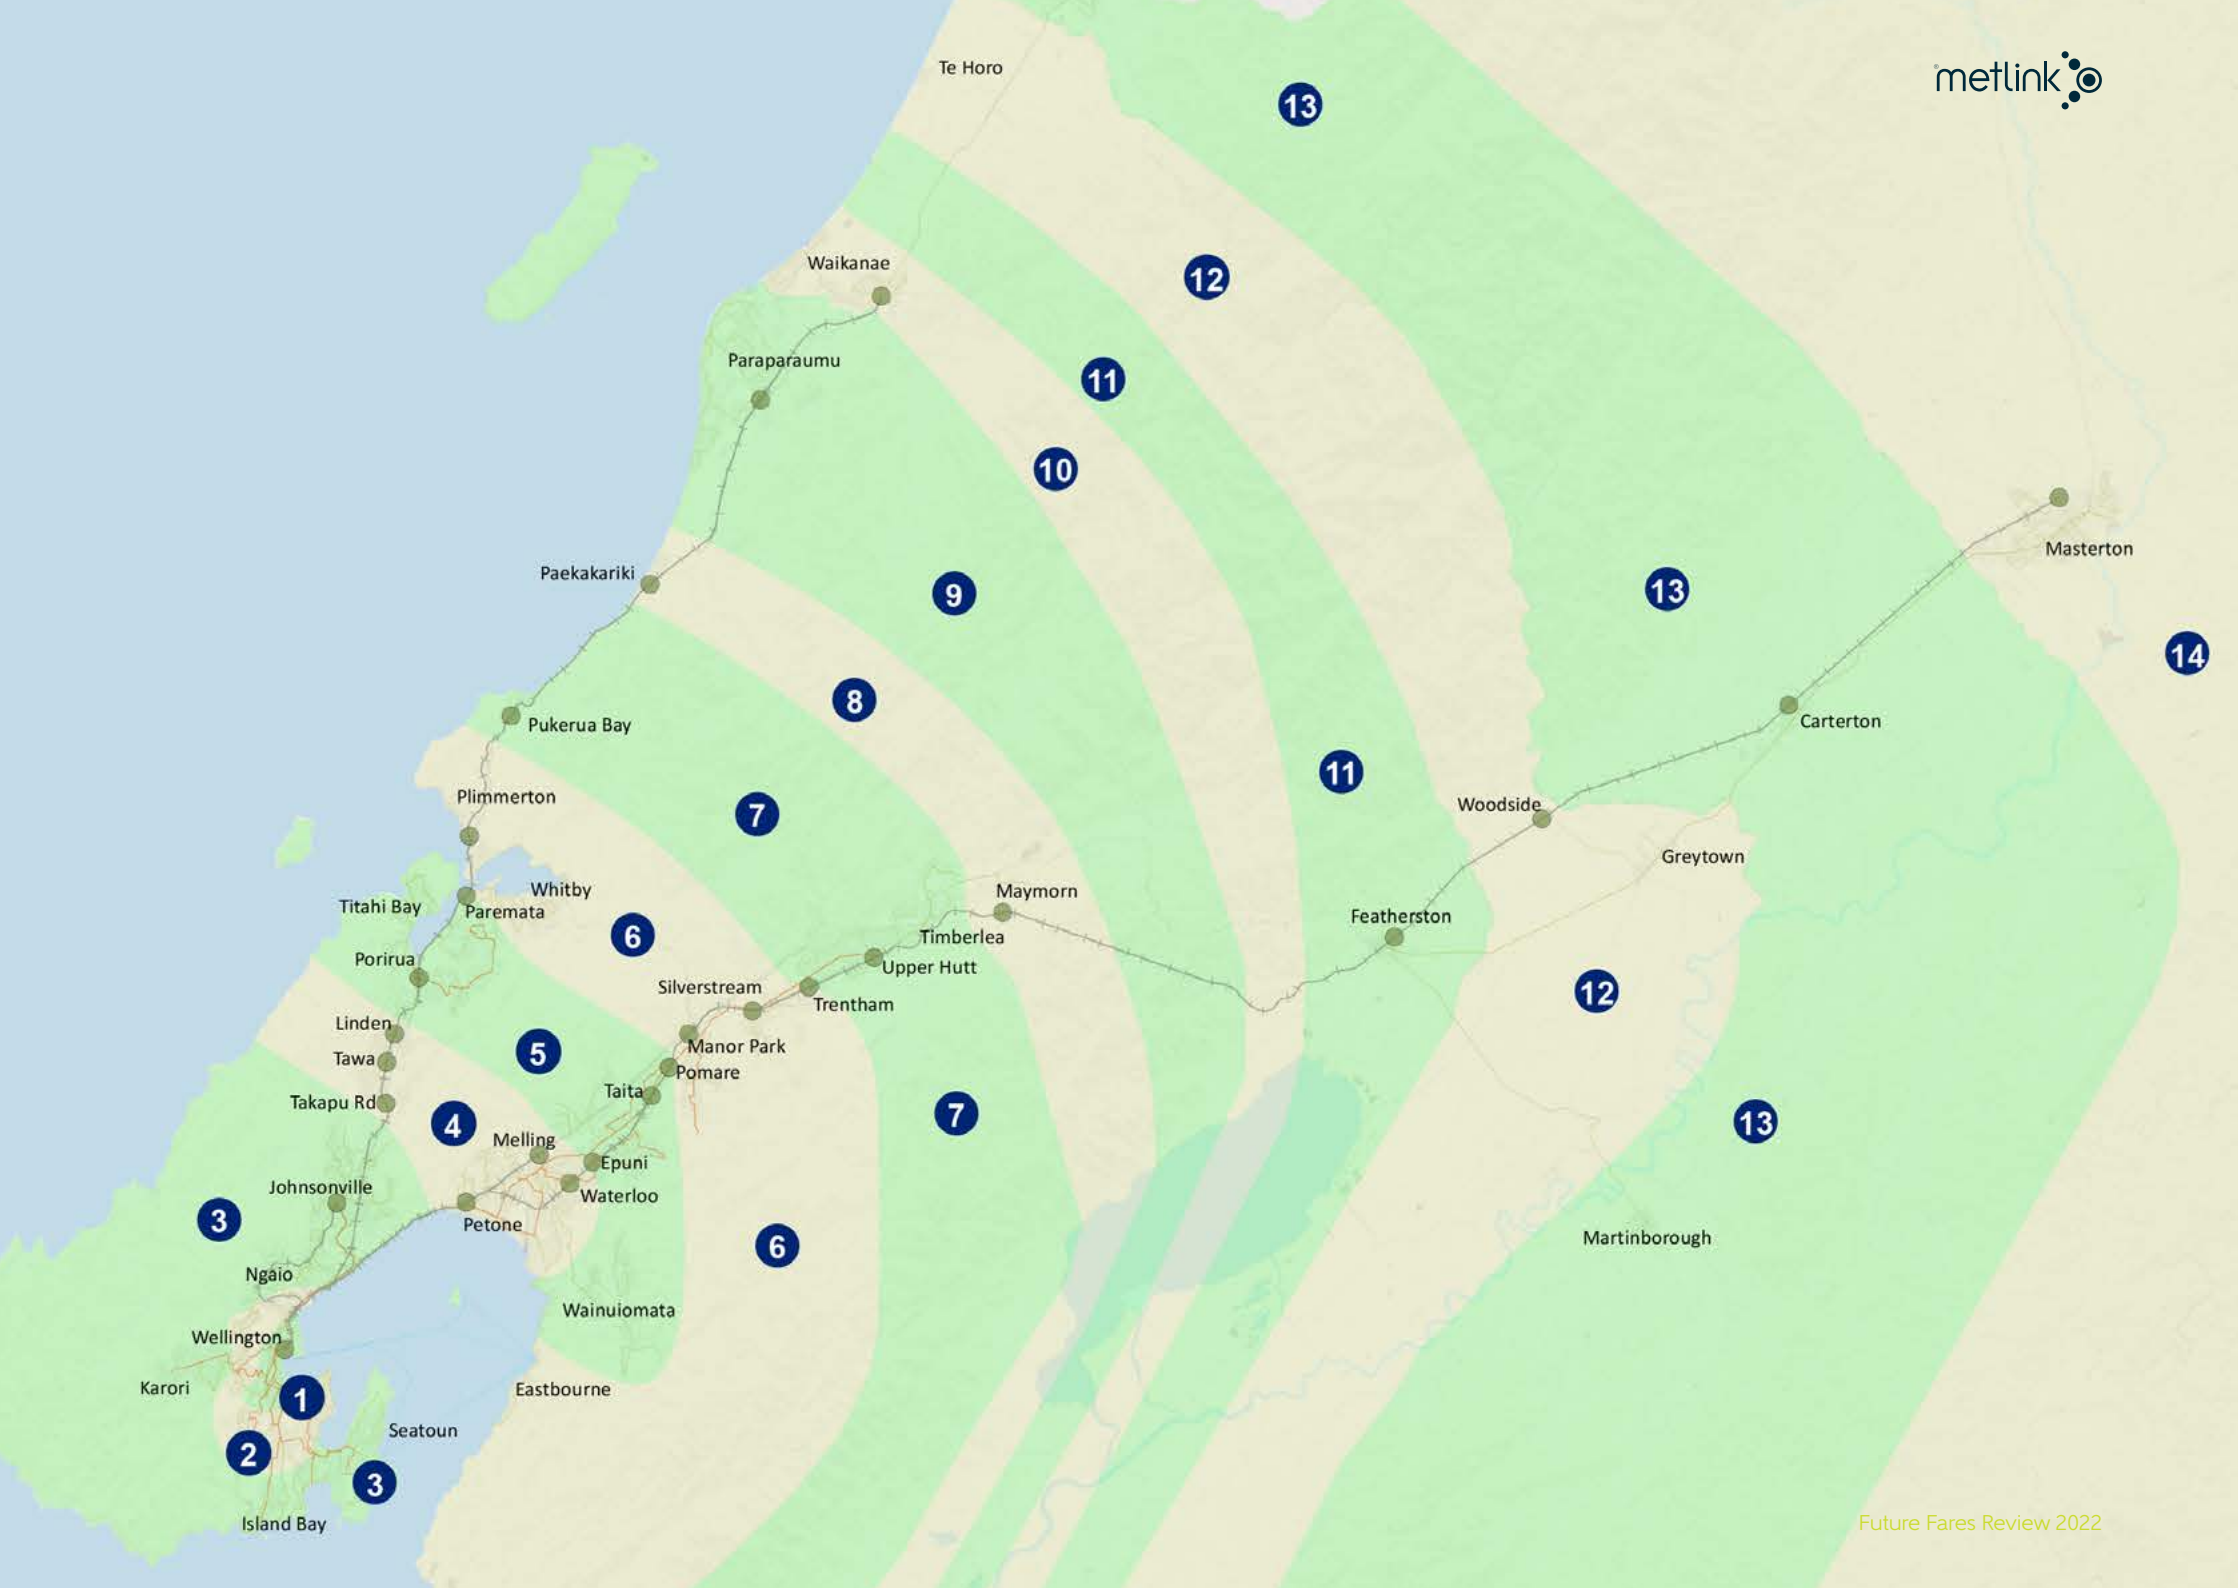 Te Horo
metlink
13
Waikanae
12
Paraparaumu
11
10
Masterton
Paekakariki
9
13
14
8
Pukerua Bay
Carterton
11
Plimmerton
7
Woodside
Greytown
Whitby
Maymorn
Titahi Bay
Paremata
Featherston
6
Timberlea
Porirua
Upper Hutt
Silverstream
12
Trentham
Linden
Manor Park
5
Tawa
Pomare
Taita
Takapu Rd
4
7
13
Melling
Epuni
Johnsonville
Waterloo
3
Petone
6
Martinborough
Ngaio
Wainuiomata
Wellington
Karori
Eastbourne
1
Seatoun
2
3
Island Bay
Future Fares Review 2022